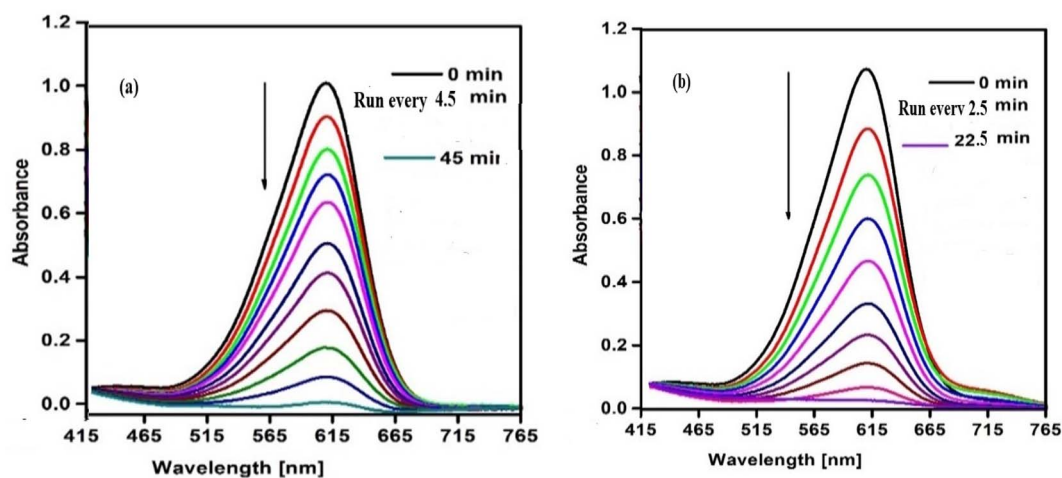 (a)
0 min
Run every 4.5 min
45 min
Absorbance
1.2
1.0
0.8
0.6
0.4
0.2
0.0
415 465 515 565 615 665 715 765
Wavelength [nm]
(b)
0 min
Run every 2.5 min
22.5 min
Absorbance
1.2
1.0
0.8
0.6
0.4
0.2
0.0
415 465 515 565 615 665 715 765
Wavelength [nm]